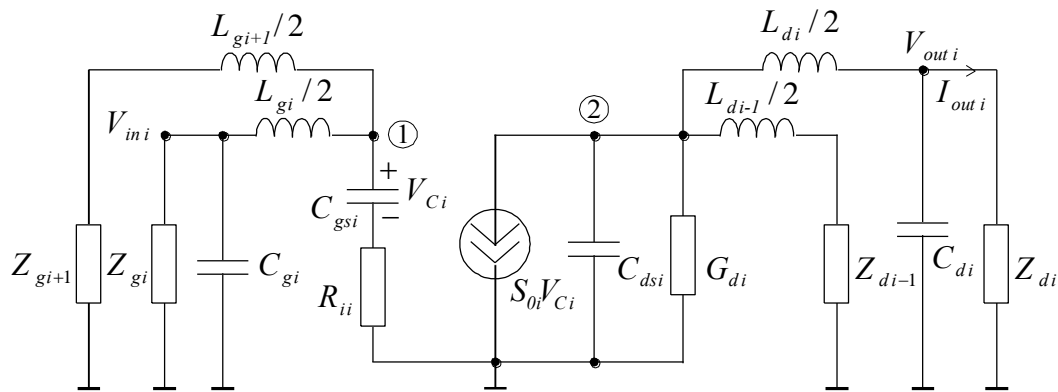 L_{gi+1}/2
L_{di}/2
V_{out i}
L_{gi}/2
L_{di-1}/2
I_{out i}
V_{in i}
①
②
+
V_{Ci}
−
C_{gsi}
Z_{gi+1}
Z_{gi}
C_{gi}
R_{ii}
S_{0i}V_{Ci}
C_{dsi}
G_{di}
Z_{di−1}
C_{di}
Z_{di}